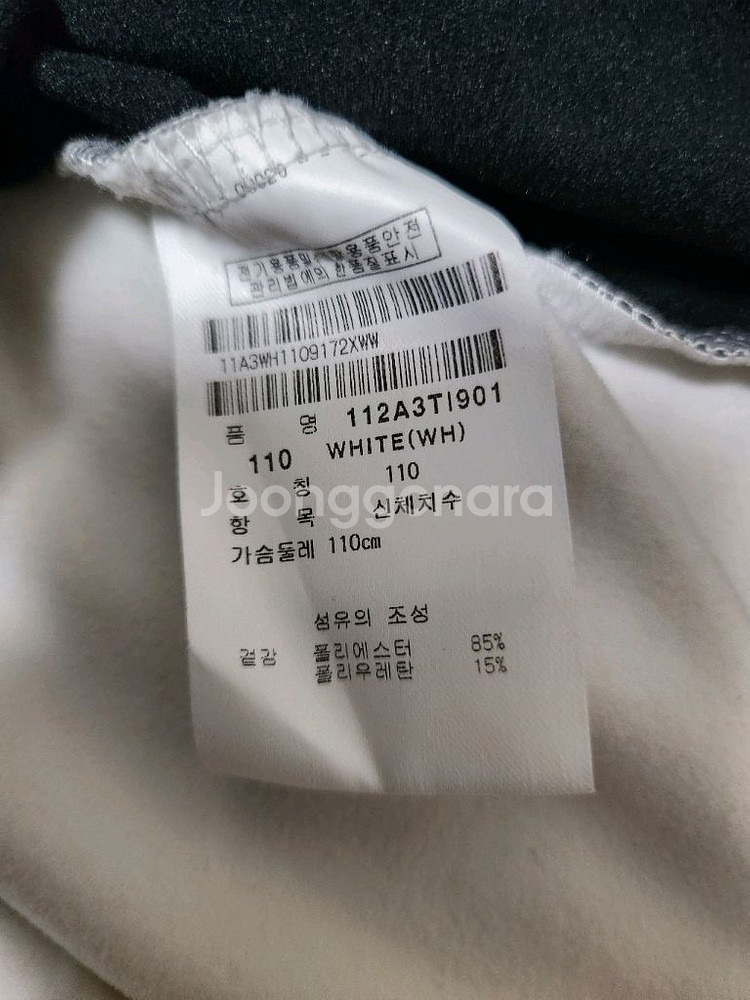 전기용품및생활용품안전
관리법에의한품질표시
11A3WH1109172XWW
품 명 112A3TI901
110 WHITE(WH)
호 칭 110
항 목 신체치수
가슴둘레 110cm
섬유의 조성
겉감 폴리에스터 85%
폴리우레탄 15%
Joonggonara